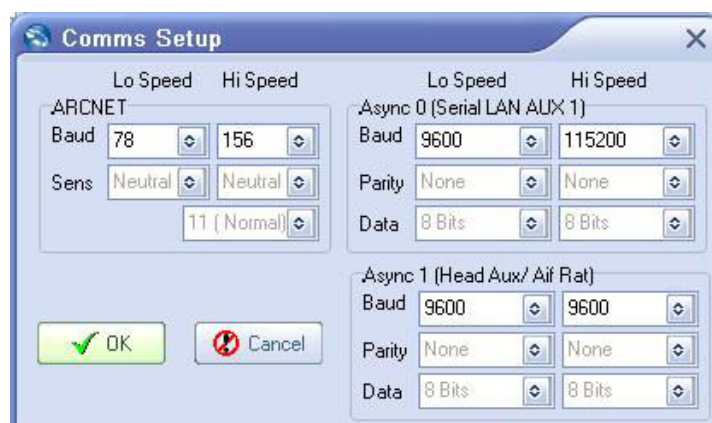 Comms Setup
Lo Speed Hi Speed
ARCNET
Baud 78 156
Sens Neutral Neutral
11 ( Normal)
Lo Speed Hi Speed
Async 0 (Serial LAN AUX 1)
Baud 9600 115200
Parity None None
Data 8 Bits 8 Bits
Async 1 (Head Aux/ Aif Rat)
Baud 9600 9600
Parity None None
Data 8 Bits 8 Bits
OK Cancel